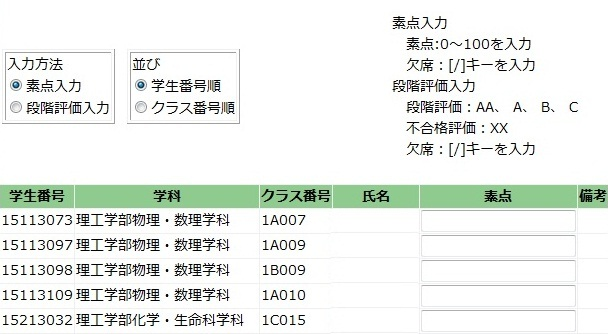 素点入力
素点:0～100を入力
欠席：[/]キーを入力
段階評価入力
段階評価：AA、 A、 B、 C
不合格評価：XX
欠席：[/]キーを入力
入力方法
素点入力
段階評価入力
並び
学生番号順
クラス番号順
学生番号 学科 クラス番号 氏名 素点 備考
15113073 理工学部物理・数理学科 1A007
15113097 理工学部物理・数理学科 1A009
15113098 理工学部物理・数理学科 1B009
15113109 理工学部物理・数理学科 1A010
15213032 理工学部化学・生命科学科 1C015